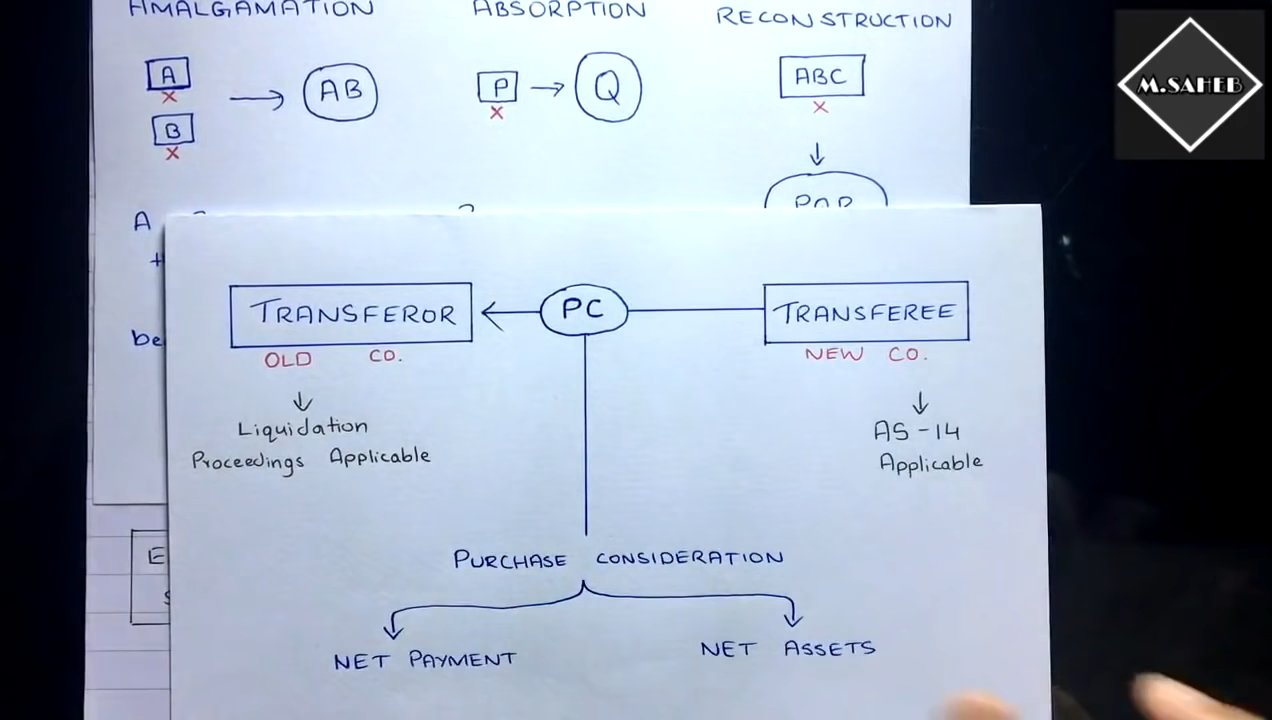 AMALGAMATION ABSORPTION RECONSTRUCTION
A
x
B
x
AB
P
x
Q
ABC
x
M.SAHEB
A
+
be
E
TRANSFEROR
OLD CO.
PC
TRANSFEREE
NEW CO.
Liquidation
Proceedings Applicable
AS-14
Applicable
PURCHASE CONSIDERATION
NET PAYMENT
NET ASSETS